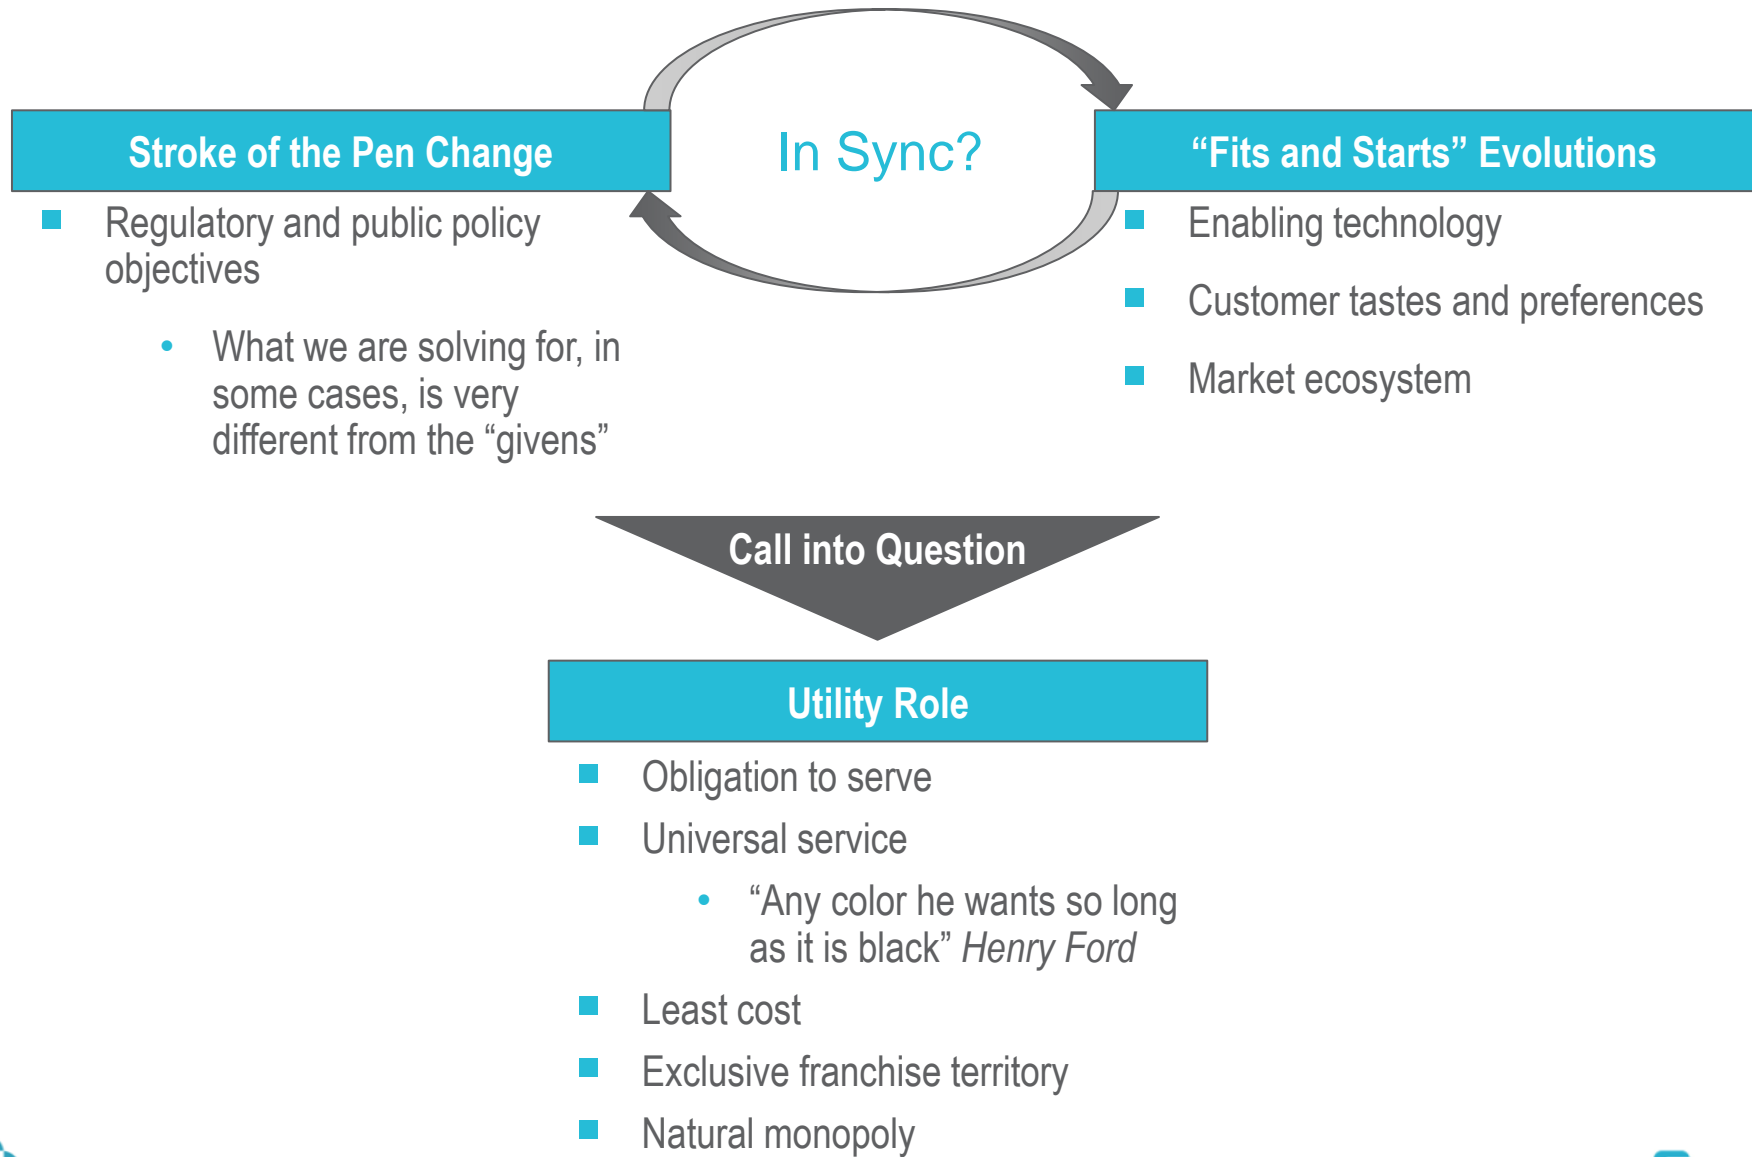 In Sync?
Stroke of the Pen Change
Regulatory and public policy
objectives
What we are solving for, in
some cases, is very
different from the “givens”
“Fits and Starts” Evolutions
Enabling technology
Customer tastes and preferences
Market ecosystem
Call into Question
Utility Role
Obligation to serve
Universal service
“Any color he wants so long
as it is black” Henry Ford
Least cost
Exclusive franchise territory
Natural monopoly